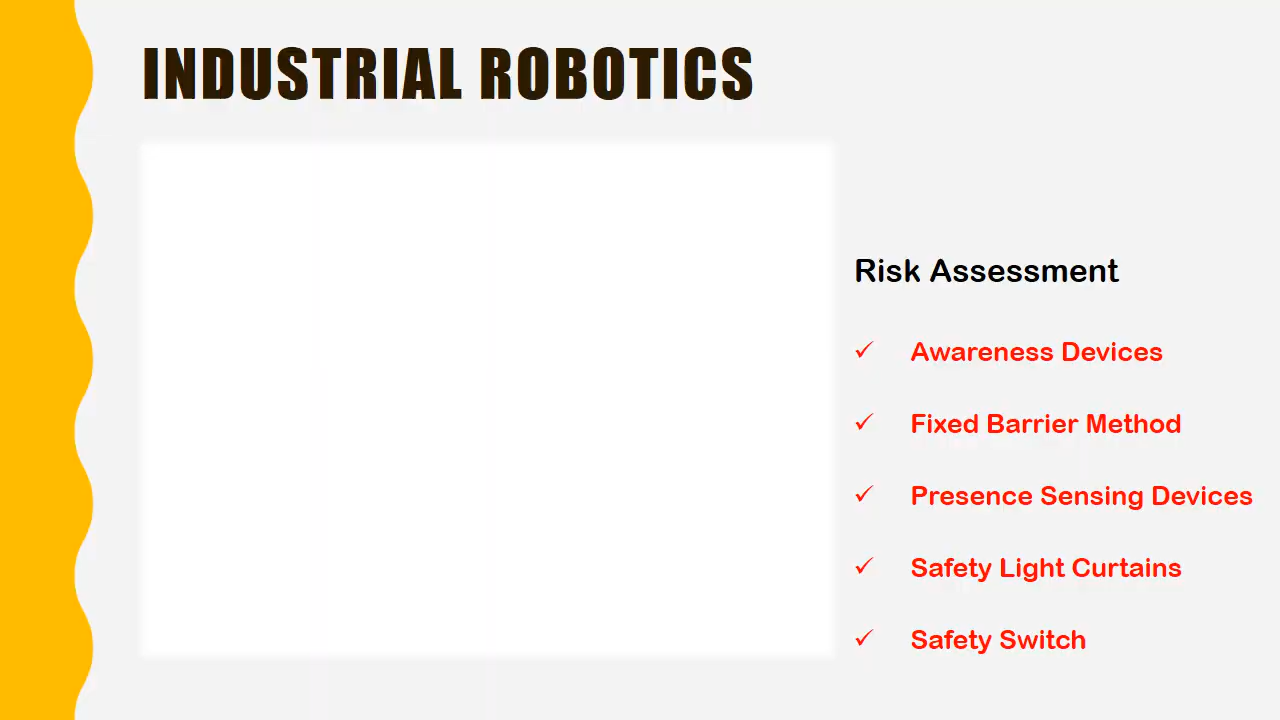 INDUSTRIAL ROBOTICS
Risk Assessment
✓ Awareness Devices
✓ Fixed Barrier Method
✓ Presence Sensing Devices
✓ Safety Light Curtains
✓ Safety Switch